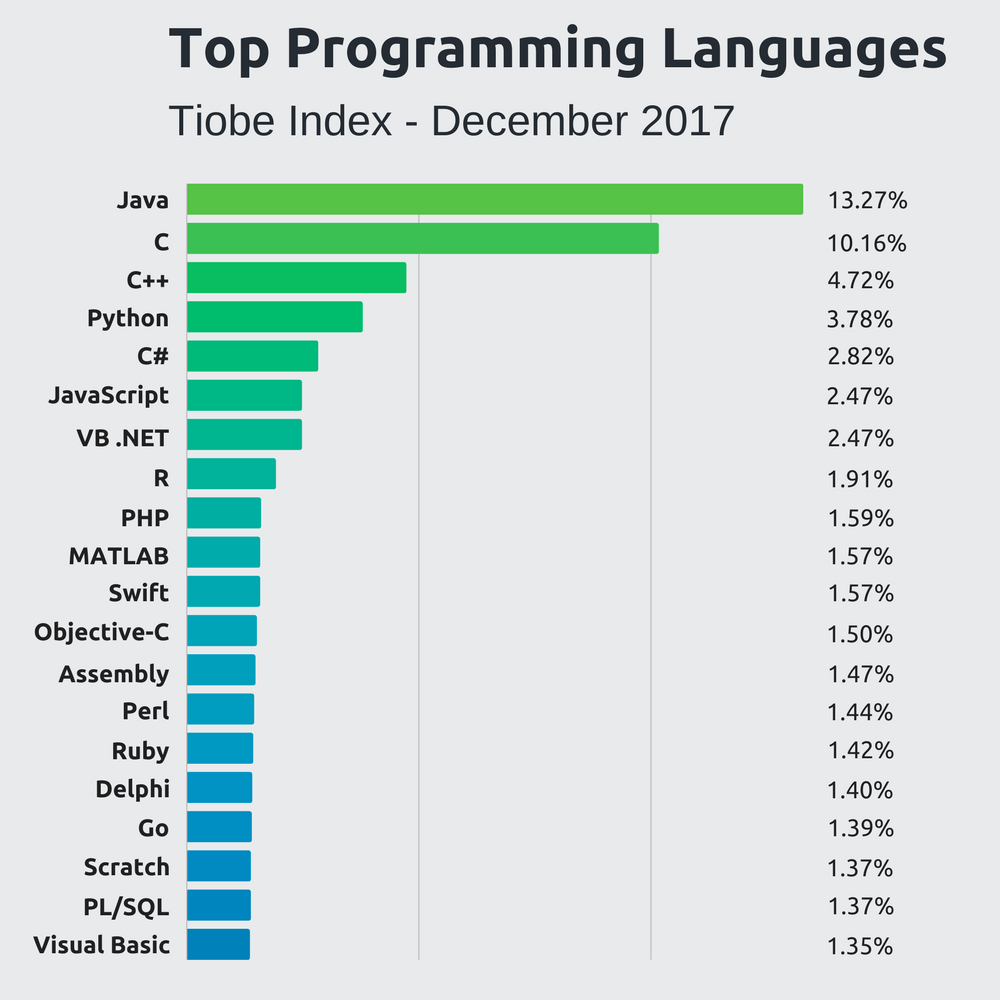 Top Programming Languages
Tiobe Index - December 2017
Java 13.27%
C 10.16%
C++ 4.72%
Python 3.78%
C# 2.82%
JavaScript 2.47%
VB .NET 2.47%
R 1.91%
PHP 1.59%
MATLAB 1.57%
Swift 1.57%
Objective-C 1.50%
Assembly 1.47%
Perl 1.44%
Ruby 1.42%
Delphi 1.40%
Go 1.39%
Scratch 1.37%
PL/SQL 1.37%
Visual Basic 1.35%